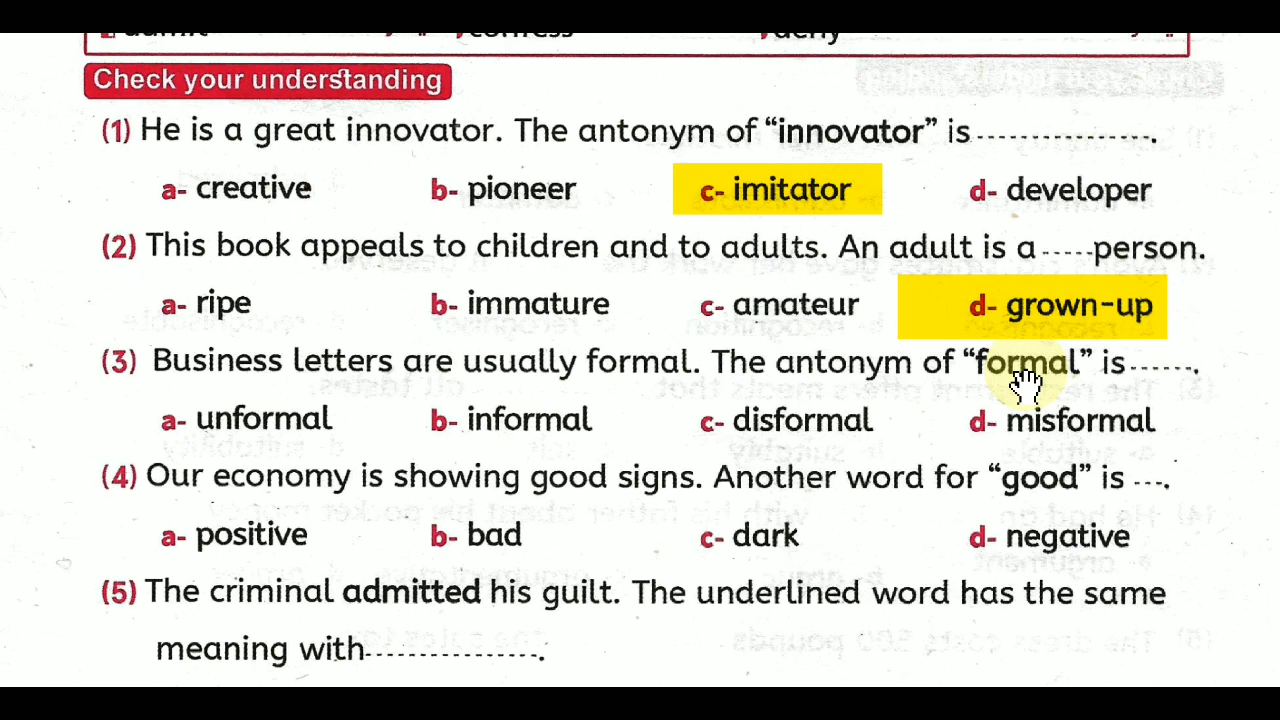 admit confess deny
Check your understanding
(1) He is a great innovator. The antonym of “innovator” is-----------------.
a- creative b- pioneer c- imitator d- developer
(2) This book appeals to children and to adults. An adult is a -----person.
a- ripe b- immature c- amateur d- grown-up
(3) Business letters are usually formal. The antonym of “formal” is------.
a- unformal b- informal c- disformal d- misformal
(4) Our economy is showing good signs. Another word for “good” is ---.
a- positive b- bad c- dark d- negative
(5) The criminal admitted his guilt. The underlined word has the same
meaning with-----------------.